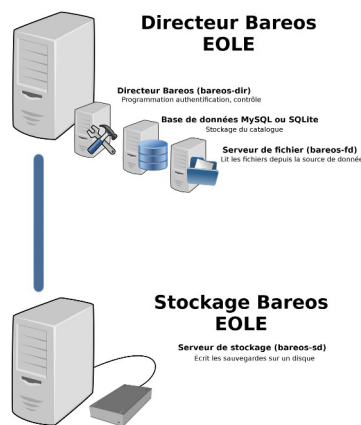 Directeur Bareos
EOLE
Directeur Bareos (bareos-dir)
Programmation authentification, contrôle
Base de données MySQL ou SQLite
Stockage du catalogue
Serveur de fichier (bareos-fd)
Lit les fichiers depuis la source de donnée
Stockage Bareos
EOLE
Serveur de stockage (bareos-sd)
Écrit les sauvegardes sur un disque